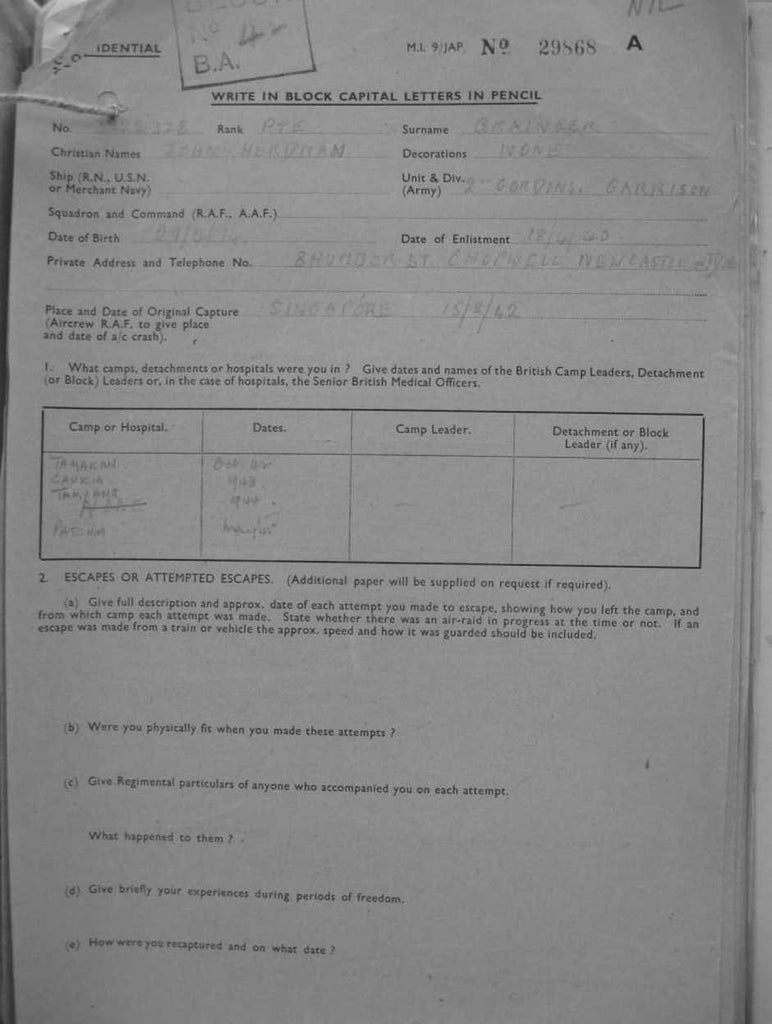 NIL
IDENTIAL
No 4
B.A.
M.I. 9/JAP. No 29868 A
WRITE IN BLOCK CAPITAL LETTERS IN PENCIL
No. Rank PTE Surname
Christian Names JOHN Decorations NONE
Ship (R.N., U.S.N.
or Merchant Navy)
Unit & Div. 2 GORDONS. GARRISON
(Army)
Squadron and Command (R.A.F., A.A.F.)
Date of Birth Date of Enlistment 18/4/40
Private Address and Telephone No. 8 HUMBER ST. CHOPWELL NEWCASTLE
Place and Date of Original Capture SINGAPORE
(Aircrew R.A.F. to give place
and date of a/c crash).
1. What camps, detachments or hospitals were you in ? Give dates and names of the British Camp Leaders, Detachment
(or Block) Leaders or, in the case of hospitals, the Senior British Medical Officers.
Camp or Hospital. Dates. Camp Leader. Detachment or Block
Leader (if any).
TAMAKAN Oct 42
943
944.
2. ESCAPES OR ATTEMPTED ESCAPES. (Additional paper will be supplied on request if required).
(a) Give full description and approx. date of each attempt you made to escape, showing how you left the camp, and
from which camp each attempt was made. State whether there was an air-raid in progress at the time or not. If an
escape was made from a train or vehicle the approx. speed and how it was guarded should be included.
(b) Were you physically fit when you made these attempts ?
(c) Give Regimental particulars of anyone who accompanied you on each attempt.
What happened to them ?
(d) Give briefly your experiences during periods of freedom.
(e) How were you recaptured and on what date ?